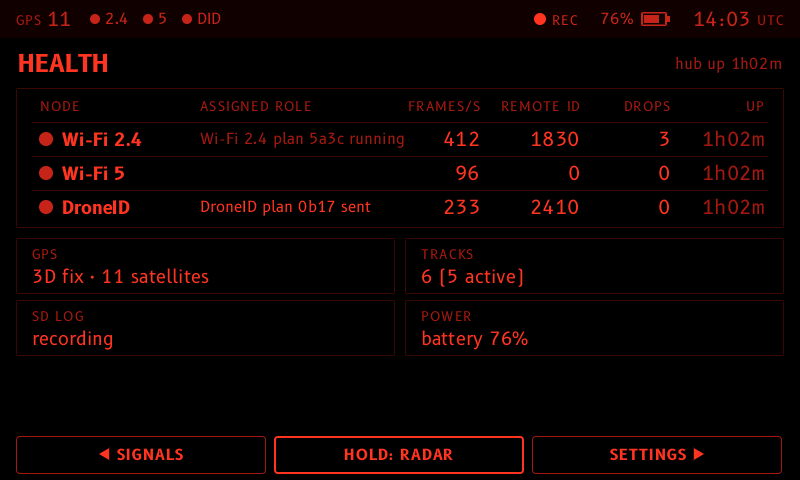 GPS 11 2.4 5 DID REC 76% 14:03 UTC
HEALTH hub up 1h02m
NODE ASSIGNED ROLE FRAMES/S REMOTE ID DROPS UP
Wi-Fi 2.4 Wi-Fi 2.4 plan 5a3c running 412 1830 3 1h02m
Wi-Fi 5 96 0 0 1h02m
DroneID DroneID plan 0b17 sent 233 2410 0 1h02m
GPS
3D fix · 11 satellites
TRACKS
6 (5 active)
SD LOG
recording
POWER
battery 76%
◀ SIGNALS HOLD: RADAR SETTINGS ▶